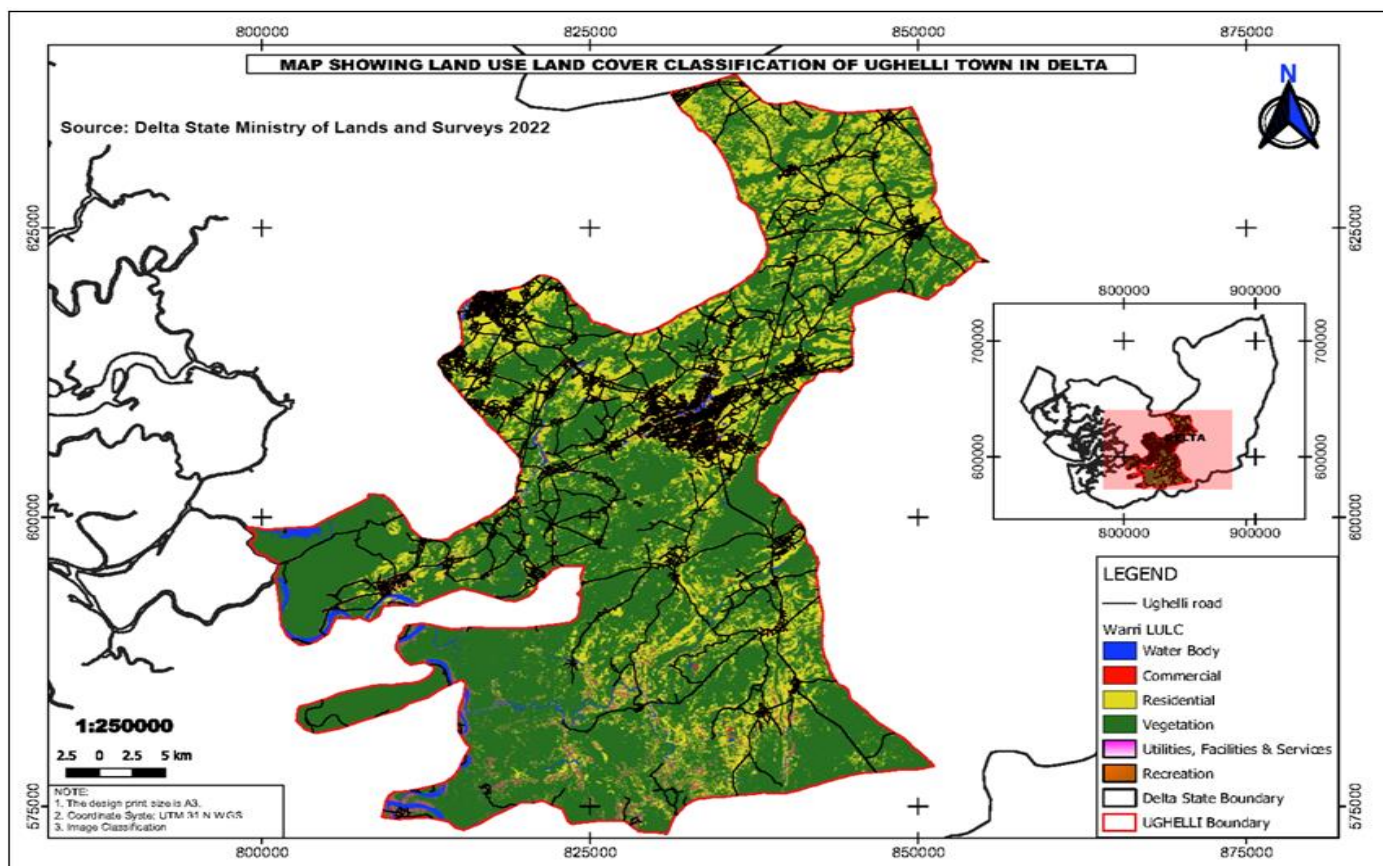 800000
825000
850000
875000
MAP SHOWING LAND USE LAND COVER CLASSIFICATION OF UGHELLI TOWN IN DELTA
N
Source: Delta State Ministry of Lands and Surveys 2022
625000
625000
800000
900000
700000
700000
DELTA
600000
600000
800000
900000
600000
600000
LEGEND
Ughelli road
Warri LULC
Water Body
Commercial
Residential
Vegetation
Utilities, Facilities & Services
Recreation
Delta State Boundary
UGHELLI Boundary
1:250000
2.5 0 2.5 5 km
NOTE:
1. The design print size is A3.
2. Coordinate Syste: UTM 31 N WGS
3. Image Classification
575000
575000
800000
825000
850000
875000